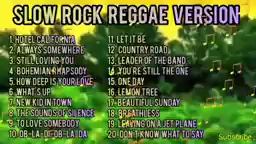 SLOW ROCK REGGAE VERSION
1. HOTEL CALIFORNIA
2. ALWAYS SOMEWHERE
3. STILL LOVING YOU
4. BOHEMIAN RHAPSODY
5. HOW DEEP IS YOUR LOVE
6. WHAT'S UP
7. NEW KID IN TOWN
8. THE SOUNDS OF SILENCE
9. TO LOVE SOMEBODY
10. OB-LA-DI-OB-LA DA
11. LET IT BE
12. COUNTRY ROAD
13. LEADER OF THE BAND
14. YOU'RE STILL THE ONE
15. ONE DAY
16. LEMON TREE
17. BEAUTIFUL SUNDAY
18. BREATHLESS
19. LEAVING ON A JET PLANE
20. DON'T KNOW WHAT TO SAY
Subscribe